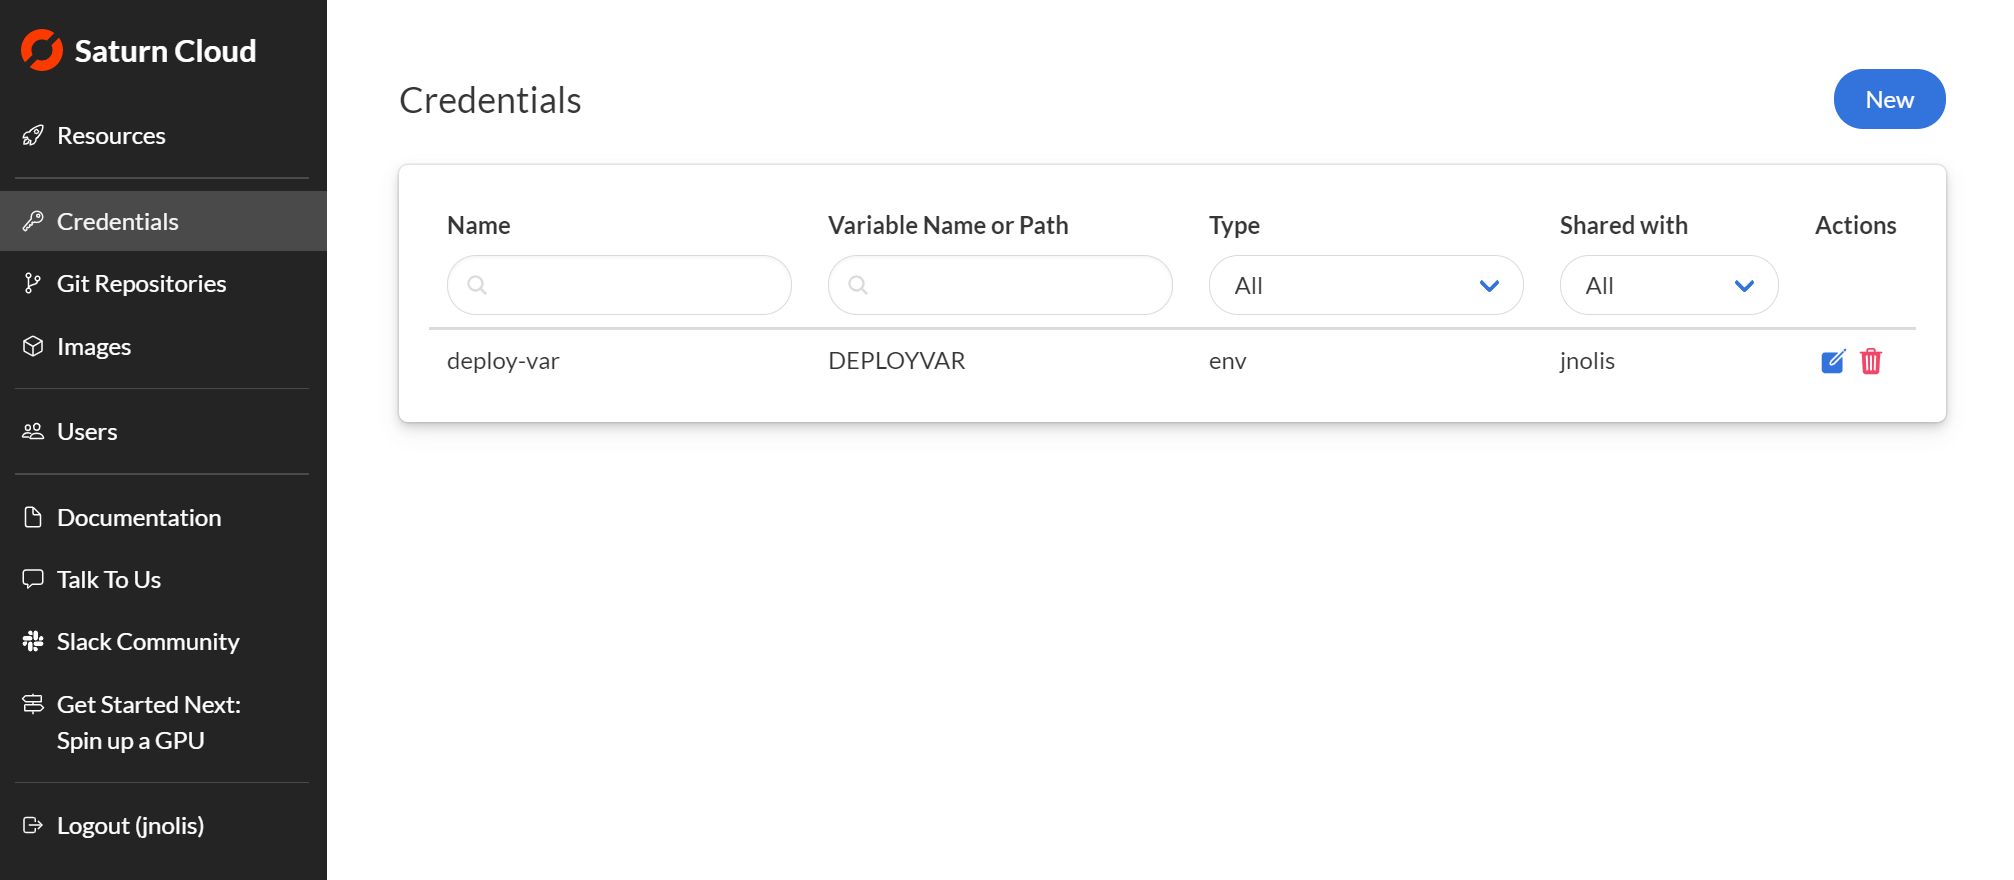 Saturn Cloud
Resources
Credentials
Git Repositories
Images
Users
Documentation
Talk To Us
Slack Community
Get Started Next:
Spin up a GPU
Logout (jnolis)
Credentials
New
Name
Variable Name or Path
Type
Shared with
Actions
All
All
deploy-var
DEPLOYVAR
env
jnolis